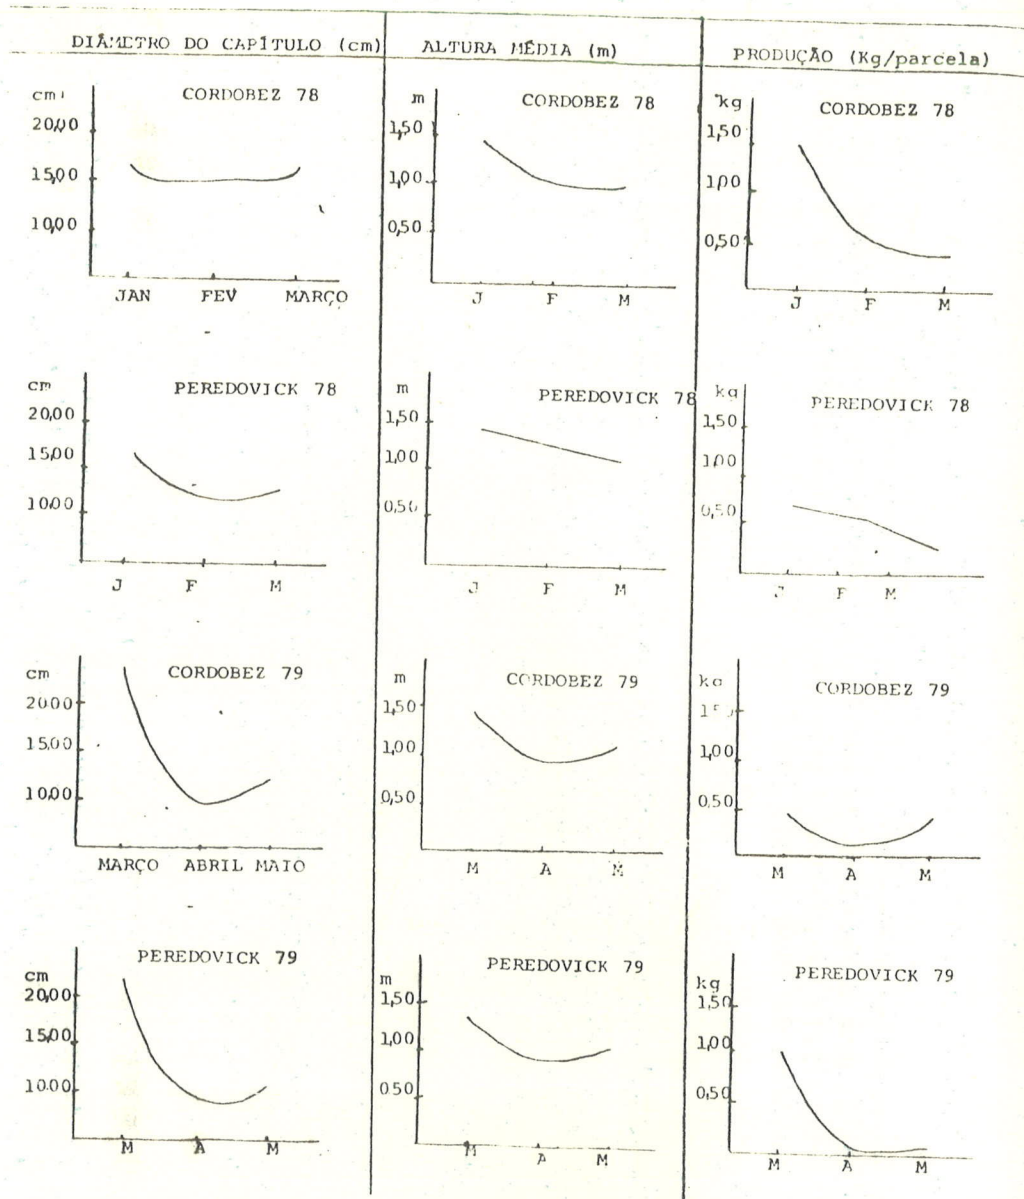 DIÂMETRO DO CAPÍTULO (cm) ALTURA MÉDIA (m) PRODUÇÃO (Kg/parcela)
cm CORDOBEZ 78
20,00
15,00
10,00
JAN FEV MARÇO
m CORDOBEZ 78
1,50
1,00
0,50
J F M
kg CORDOBEZ 78
1,50
1,00
0,50
J F M
cm PEREDOVICK 78
20,00
15,00
10,00
J F M
m PEREDOVICK 78
1,50
1,00
0,50
J F M
kg PEREDOVICK 78
1,50
1,00
0,50
J F M
cm CORDOBEZ 79
20,00
15,00
10,00
MARÇO ABRIL MAIO
m CORDOBEZ 79
1,50
1,00
0,50
M A M
CORDOBEZ 79
1,00
0,50
M A M
cm PEREDOVICK 79
20,00
15,00
10,00
M A M
m PEREDOVICK 79
1,50
1,00
0,50
M A M
kg PEREDOVICK 79
1,50
1,00
0,50
M A M